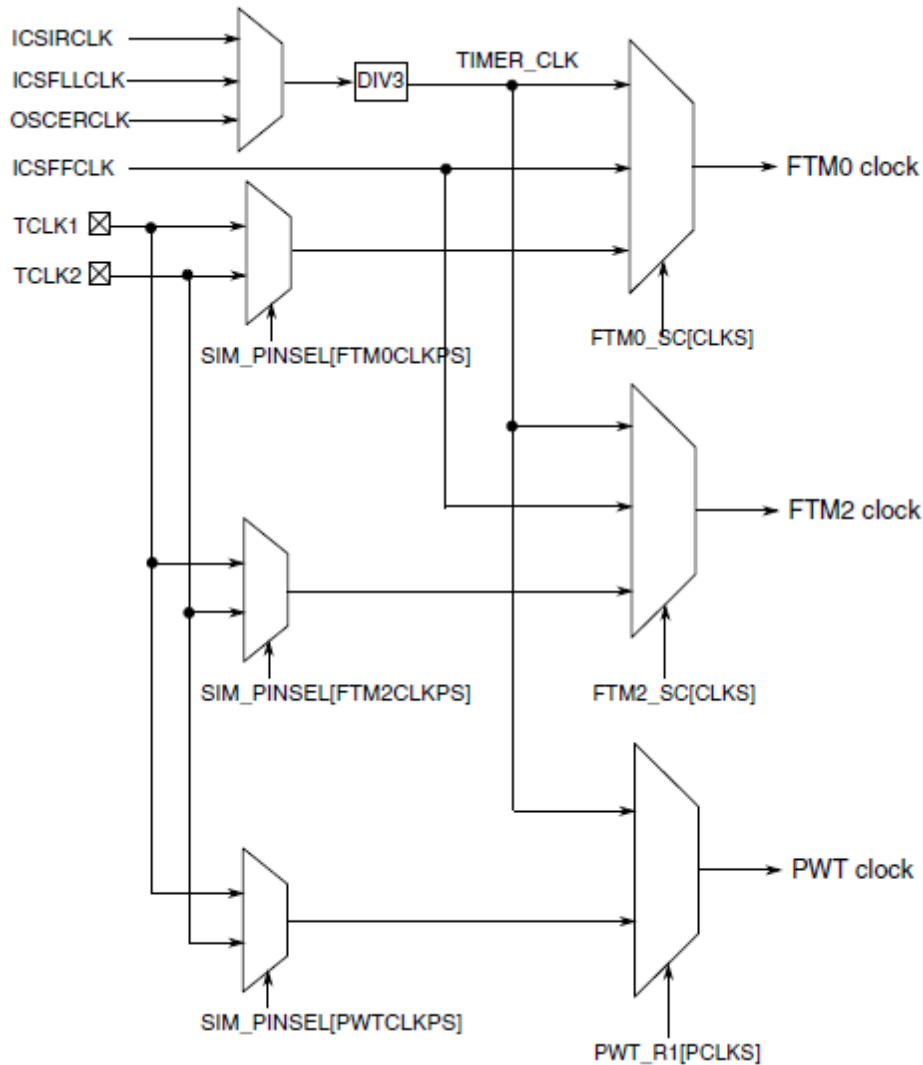 ICSIRCLK
ICSFLLCLK
OSCERCLK
DIV3
TIMER_CLK
ICSFFCLK
FTM0 clock
TCLK1
TCLK2
SIM_PINSEL[FTM0CLKPS]
FTM0_SC[CLKS]
FTM2 clock
SIM_PINSEL[FTM2CLKPS]
FTM2_SC[CLKS]
PWT clock
SIM_PINSEL[PWTCLKPS]
PWT_R1[PCLKS]